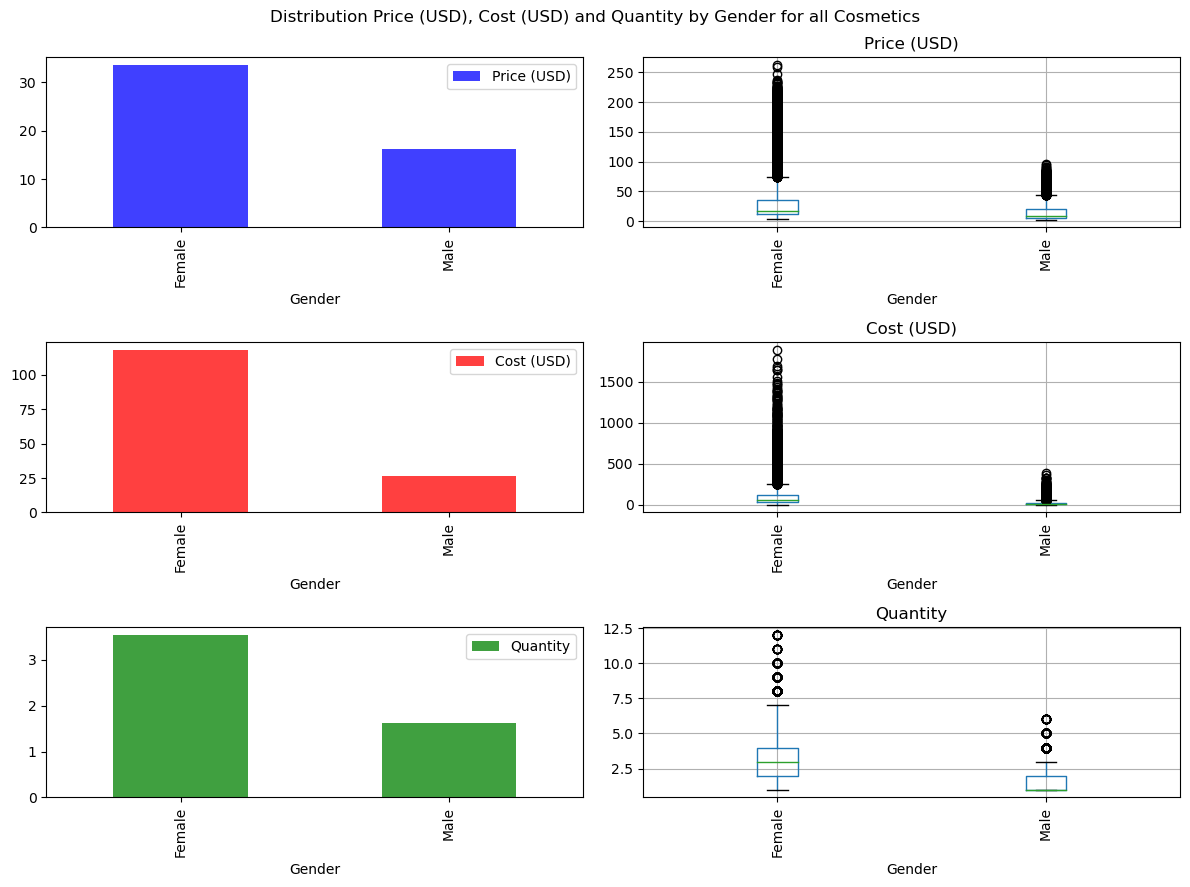 Distribution Price (USD), Cost (USD) and Quantity by Gender for all Cosmetics
Price (USD)
30
20
10
0
Female
Male
Gender
Price (USD)
250
200
150
100
50
0
Female
Male
Gender
Cost (USD)
100
75
50
25
0
Female
Male
Gender
Cost (USD)
1500
1000
500
0
Female
Male
Gender
Quantity
3
2
1
0
Female
Male
Gender
Quantity
12.5
10.0
7.5
5.0
2.5
Female
Male
Gender